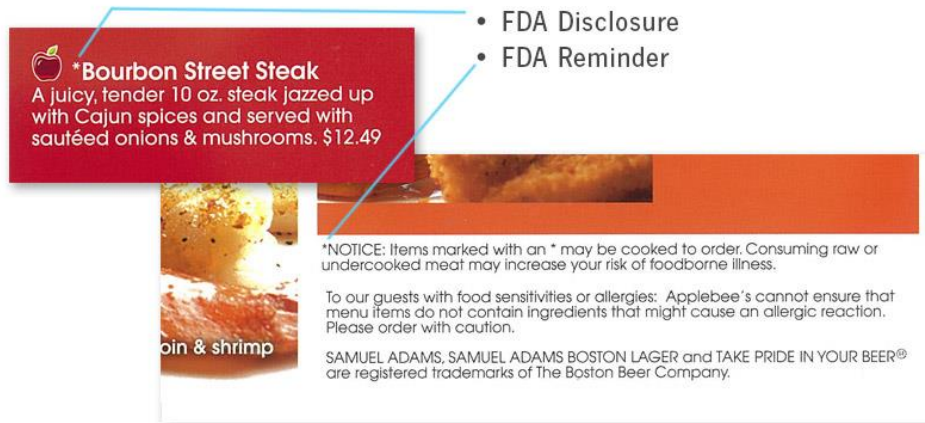 • FDA Disclosure
• FDA Reminder
*Bourbon Street Steak
A juicy, tender 10 oz. steak jazzed up
with Cajun spices and served with
sautéed onions & mushrooms. $12.49
*NOTICE: Items marked with an * may be cooked to order. Consuming raw or
undercooked meat may increase your risk of foodborne illness.
To our guests with food sensitivities or allergies: Applebee's cannot ensure that
menu items do not contain ingredients that might cause an allergic reaction.
Please order with caution.
SAMUEL ADAMS, SAMUEL ADAMS BOSTON LAGER and TAKE PRIDE IN YOUR BEER®
are registered trademarks of The Boston Beer Company.
oin & shrimp